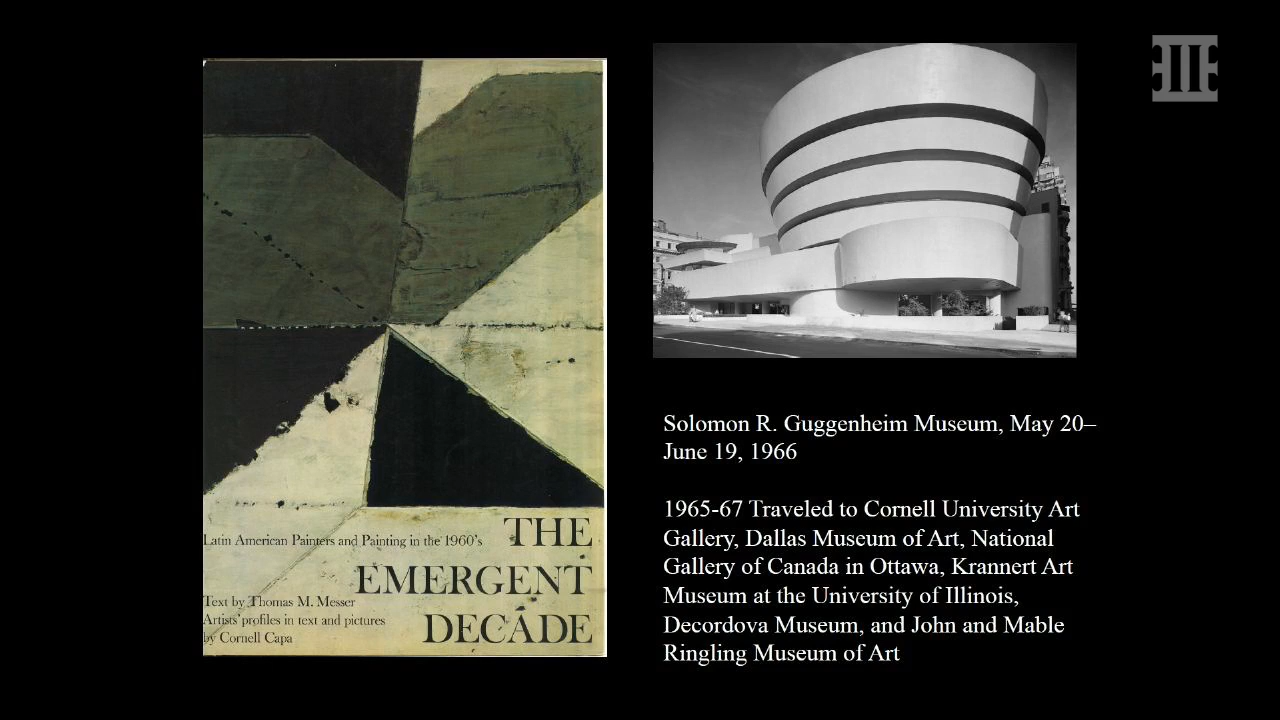 Latin American Painters and Painting in the 1960's
THE
EMERGENT
DECADE
Text by Thomas M. Messer
Artists' profiles in text and pictures
by Cornell Capa
Solomon R. Guggenheim Museum, May 20–
June 19, 1966
1965-67 Traveled to Cornell University Art
Gallery, Dallas Museum of Art, National
Gallery of Canada in Ottawa, Krannert Art
Museum at the University of Illinois,
Decordova Museum, and John and Mable
Ringling Museum of Art